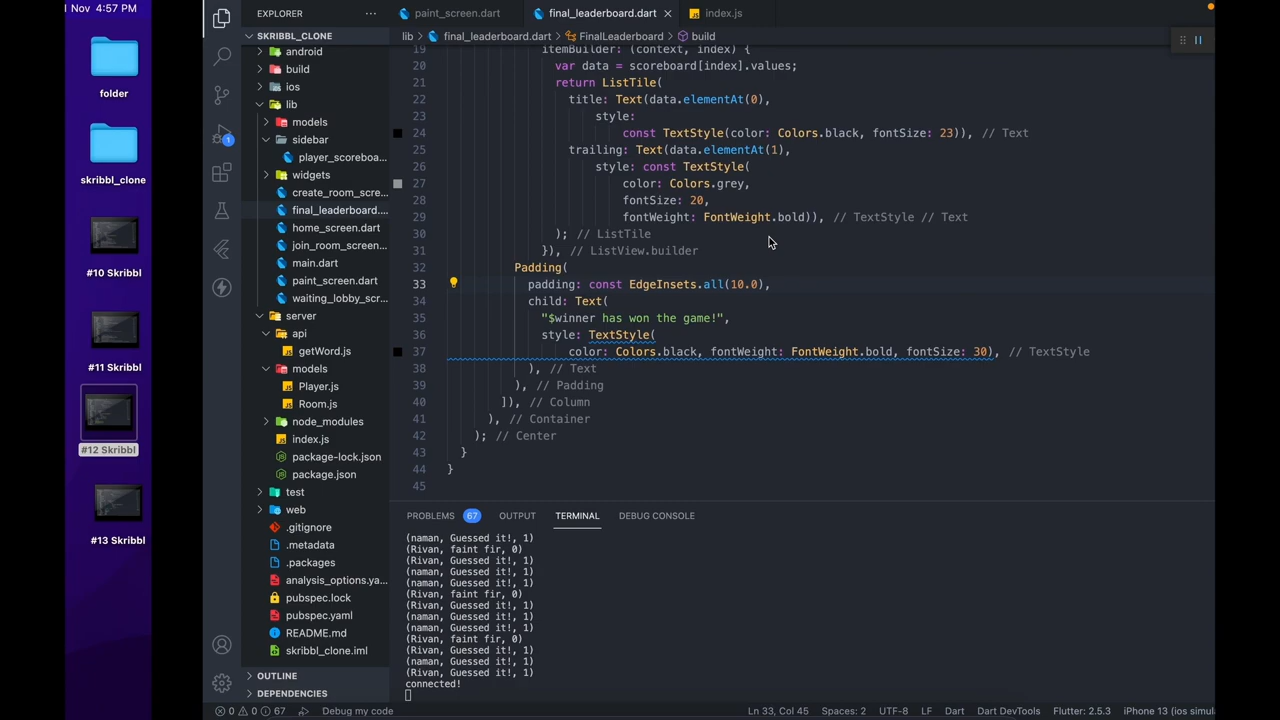 Nov 4:57 PM
folder
skribbl_clone
#10 Skribbl
#11 Skribbl
#12 Skribbl
#13 Skribbl
EXPLORER
SKRIBBL_CLONE
android
build
ios
lib
models
sidebar
player_scoreboa...
widgets
create_room_scre...
final_leaderboard....
home_screen.dart
join_room_screen...
main.dart
paint_screen.dart
waiting_lobby_scr...
server
api
getWord.js
models
Player.js
Room.js
node_modules
index.js
package-lock.json
package.json
test
web
.gitignore
.metadata
.packages
analysis_options.ya...
pubspec.lock
pubspec.yaml
README.md
skribbl_clone.iml
OUTLINE
DEPENDENCIES
1
paint_screen.dart final_leaderboard.dart index.js
lib > final_leaderboard.dart > FinalLeaderboard > build
19 itemBuilder: (context, index) {
20 var data = scoreboard[index].values;
21 return ListTile(
22 title: Text(data.elementAt(0),
23 style:
24 const TextStyle(color: Colors.black, fontSize: 23)), // Text
25 trailing: Text(data.elementAt(1),
26 style: const TextStyle(
27 color: Colors.grey,
28 fontSize: 20,
29 fontWeight: FontWeight.bold)), // TextStyle // Text
30 ); // ListTile
31 }), // ListView.builder
32 Padding(
33 padding: const EdgeInsets.all(10.0),
34 child: Text(
35 "$winner has won the game!",
36 style: TextStyle(
37 color: Colors.black, fontWeight: FontWeight.bold, fontSize: 30), // TextStyle
38 ), // Text
39 ), // Padding
40 ]), // Column
41 ), // Container
42 ); // Center
43 }
44 }
45
PROBLEMS 67 OUTPUT TERMINAL DEBUG CONSOLE
(naman, Guessed it!, 1)
(Rivan, faint fir, 0)
(Rivan, Guessed it!, 1)
(naman, Guessed it!, 1)
(naman, Guessed it!, 1)
(Rivan, faint fir, 0)
(Rivan, Guessed it!, 1)
(naman, Guessed it!, 1)
(naman, Guessed it!, 1)
(Rivan, faint fir, 0)
(Rivan, Guessed it!, 1)
(naman, Guessed it!, 1)
(Rivan, Guessed it!, 1)
connected!
0 0 67 Debug my code Ln 33, Col 45 Spaces: 2 UTF-8 LF Dart Dart DevTools Flutter: 2.5.3 iPhone 13 (ios simul